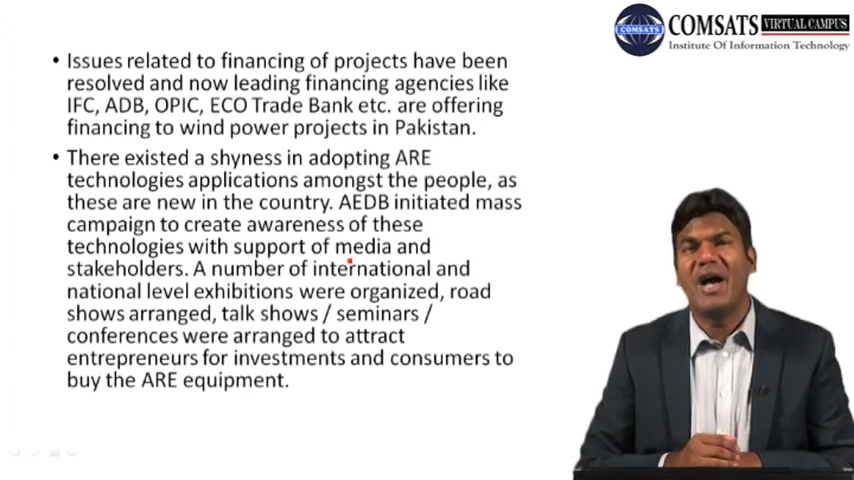 COMSATS VIRTUAL CAMPUS
COMSATS
Institute Of Information Technology
• Issues related to financing of projects have been
resolved and now leading financing agencies like
IFC, ADB, OPIC, ECO Trade Bank etc. are offering
financing to wind power projects in Pakistan.
• There existed a shyness in adopting ARE
technologies applications amongst the people, as
these are new in the country. AEDB initiated mass
campaign to create awareness of these
technologies with support of media and
stakeholders. A number of international and
national level exhibitions were organized, road
shows arranged, talk shows / seminars /
conferences were arranged to attract
entrepreneurs for investments and consumers to
buy the ARE equipment.